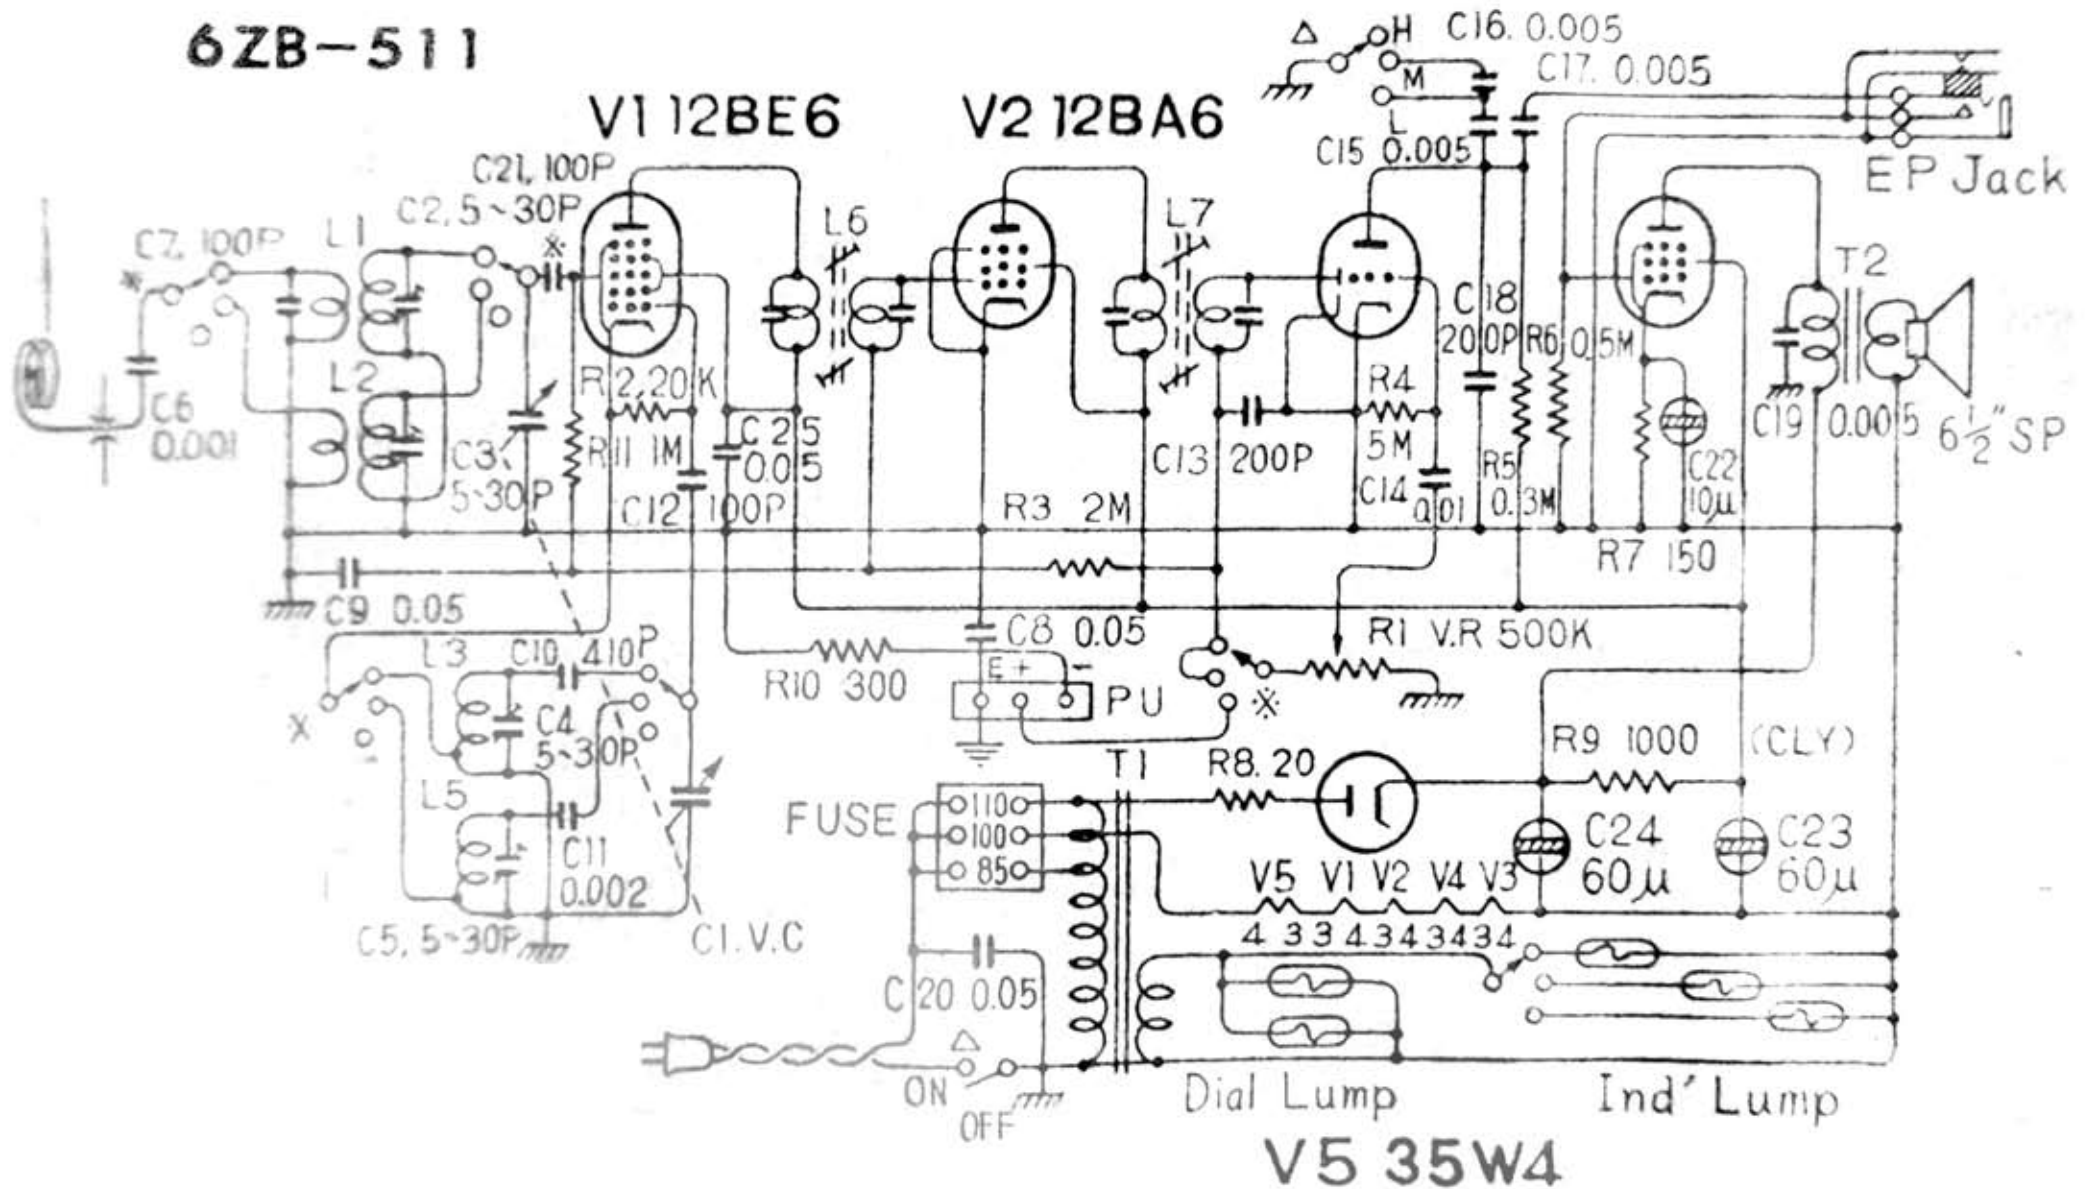 6ZB-511
V1 12BE6
V2 12BA6
H
M
L
C16. 0.005
C17. 0.005
C15 0.005
EP Jack
C21, 100P
C2, 5~30P
C7, 100P
L1
L6
L7
T2
C18
200P
R6 0.5M
L2
R2, 20K
R4
5M
C6
0.001
C3,
5-30P
R11 1M
C25
0.05
C13 200P
C14
0.01
R5
0.3M
C22
10μ
C19 0.005
6½" SP
C12 100P
R3 2M
R7 150
C9 0.05
C8 0.05
R1 V.R 500K
L3
C10 410P
R10 300
E + -
PU
※
X
C4
5-30P
L5
T1
R8. 20
R9 1000
(CLY)
FUSE
110
100
85
C24
60μ
C23
60μ
C11
0.002
V5 V1 V2 V4 V3
4 3 3 4 3 4 3 4 3 4
C5, 5-30P
C1.V.C
C20 0.05
ON
OFF
Dial Lump
Ind' Lump
V5 35W4